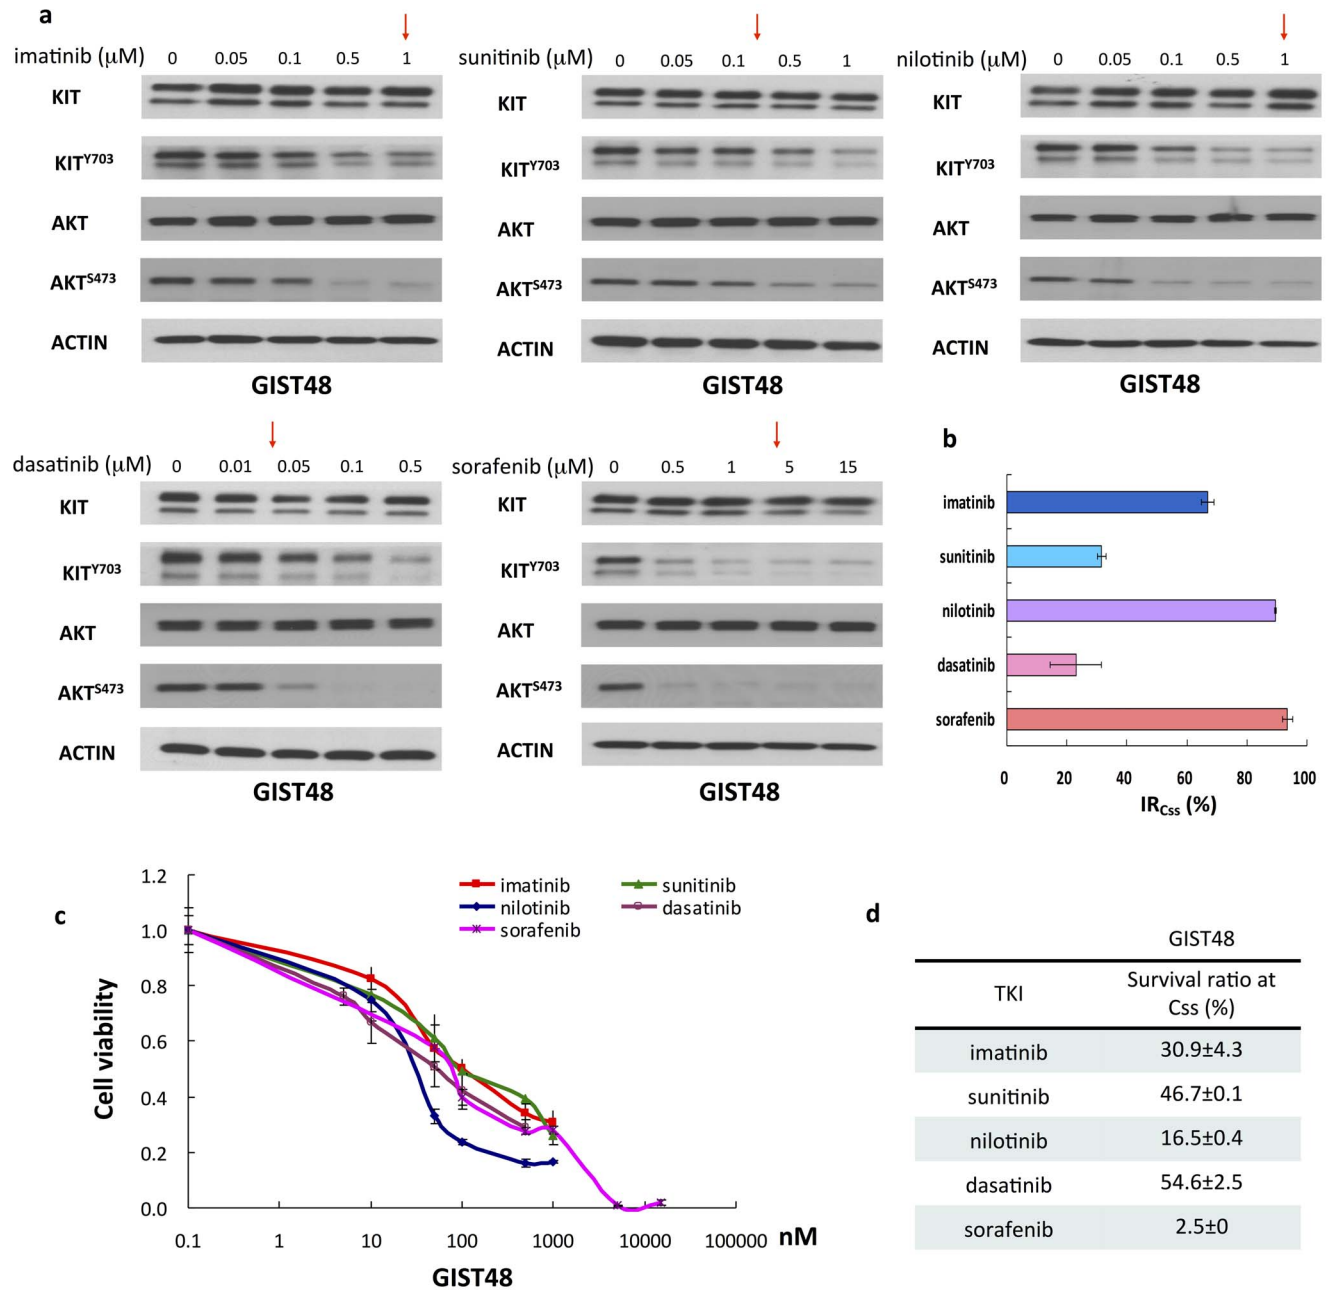 a
imatinib (μM) 0 0.05 0.1 0.5 1
KIT
KITY703
AKT
AKTS473
ACTIN
GIST48
sunitinib (μM) 0 0.05 0.1 0.5 1
KIT
KITY703
AKT
AKTS473
ACTIN
GIST48
nilotinib (μM) 0 0.05 0.1 0.5 1
KIT
KITY703
AKT
AKTS473
ACTIN
GIST48
dasatinib (μM) 0 0.01 0.05 0.1 0.5
KIT
KITY703
AKT
AKTS473
ACTIN
GIST48
sorafenib (μM) 0 0.5 1 5 15
KIT
KITY703
AKT
AKTS473
ACTIN
GIST48
b
imatinib
sunitinib
nilotinib
dasatinib
sorafenib
0 20 40 60 80 100
IRCss (%)
c
Cell viability
1.2
1.0
0.8
0.6
0.4
0.2
0.0
imatinib sunitinib
nilotinib dasatinib
sorafenib
0.1 1 10 100 1000 10000 100000 nM
GIST48
d
GIST48
TKI Survival ratio at
Css (%)
imatinib 30.9±4.3
sunitinib 46.7±0.1
nilotinib 16.5±0.4
dasatinib 54.6±2.5
sorafenib 2.5±0